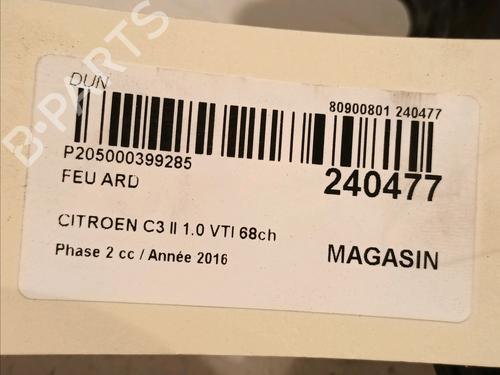 B-PARTS
DUN
80900801 240477
P205000399285
240477
FEU ARD
CITROEN C3 II 1.0 VTI 68ch
Phase 2 cc / Année 2016
MAGASIN